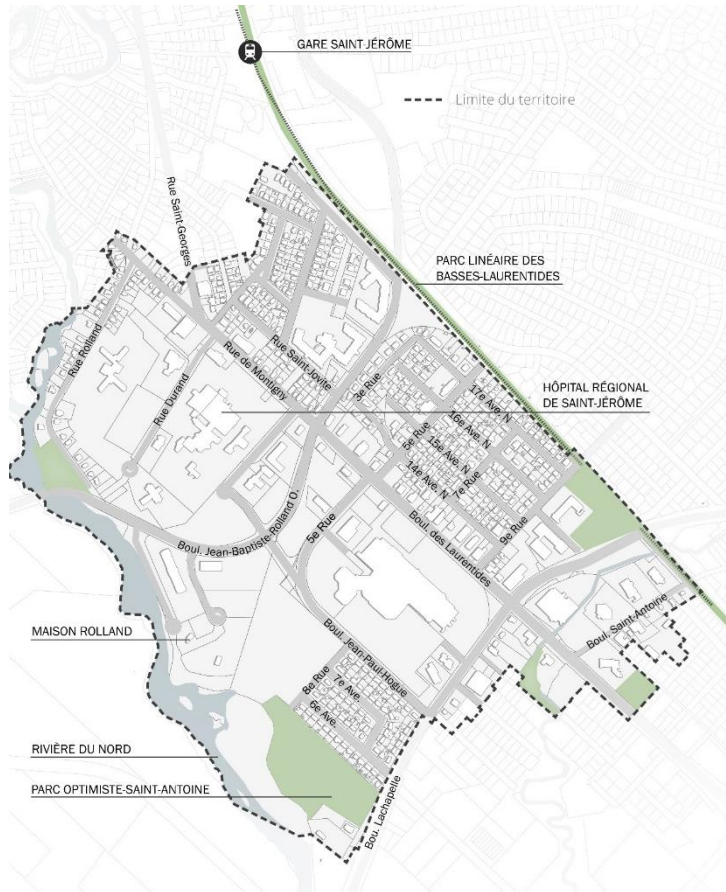 GARE SAINT-JÉRÔME
Limite du territoire
Rue Saint-Georges
PARC LINÉAIRE DES
BASSES-LAURENTIDES
Rue Rolland
Rue Durand
Rue Saint-Jovite
Rue de Montigny
3e Rue
17e Ave. N
HÔPITAL RÉGIONAL
DE SAINT-JÉRÔME
16e Ave. N
5e Rue
15e Ave. N
14e Ave. N
7e Rue
9e Rue
Boul. Jean-Baptiste-Rolland O.
5e Rue
Boul. des Laurentides
MAISON ROLLAND
Boul. Saint-Antoine
Boul. Jean-Paul-Hogue
8e Rue
7e Ave.
6e Ave.
RIVIÈRE DU NORD
PARC OPTIMISTE-SAINT-ANTOINE
Bou. Lachapelle